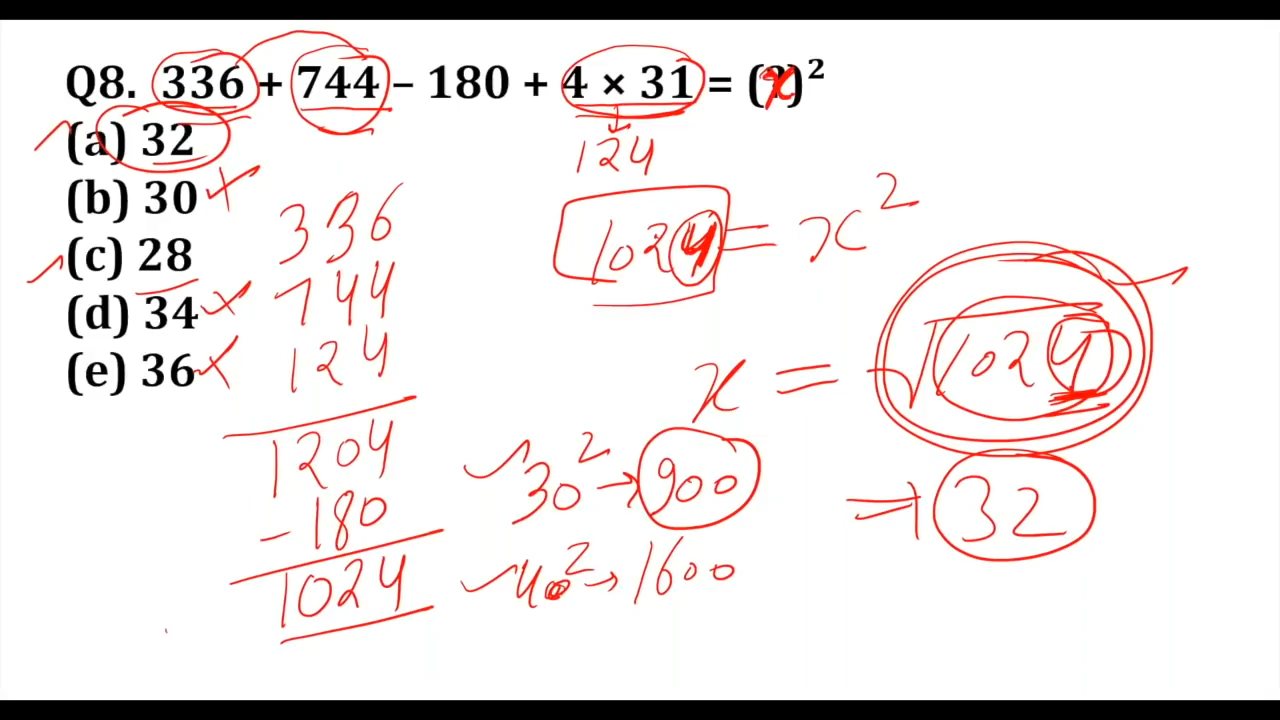 Q8. 336 + 744 – 180 + 4 × 31 = (x)²
(a) 32
(b) 30
(c) 28
(d) 34
(e) 36
124
1024 = x²
336
744
124
1204
-180
1024
x = √1024
30² → 900
⇒ 32
40² → 1600